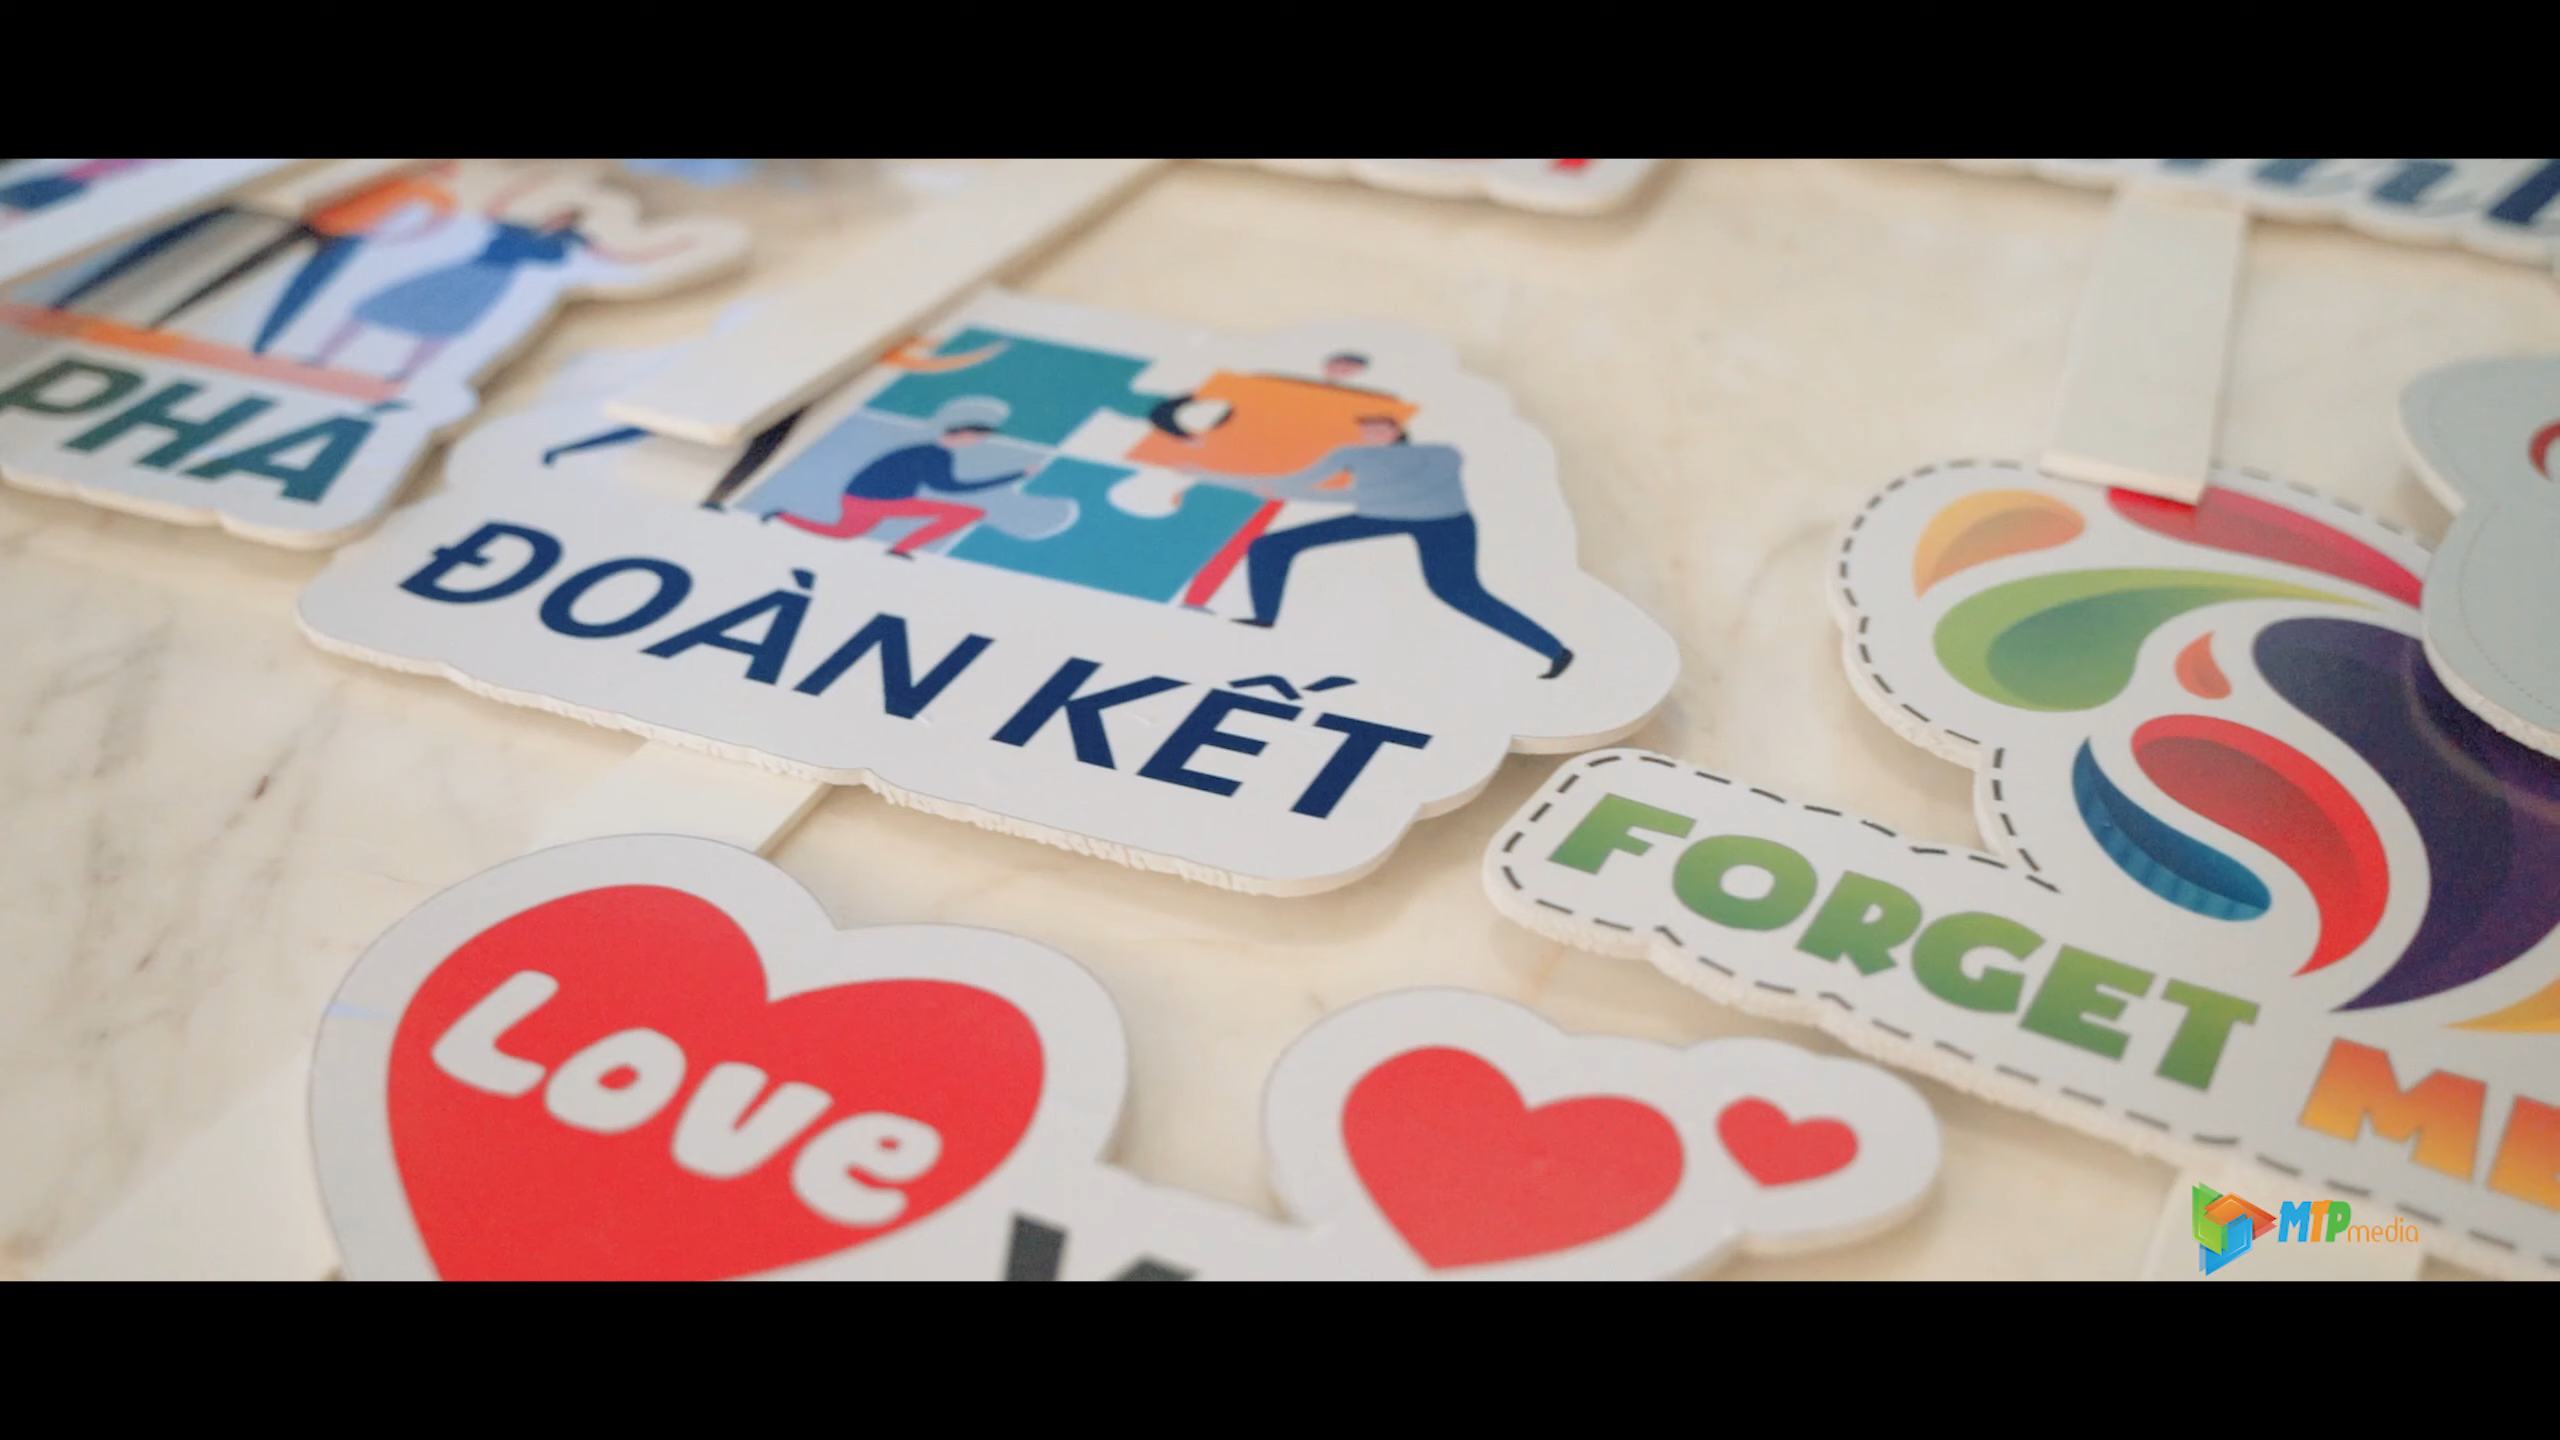 PHÁ
ĐOÀN KẾT
FORGET
Love
MTP media